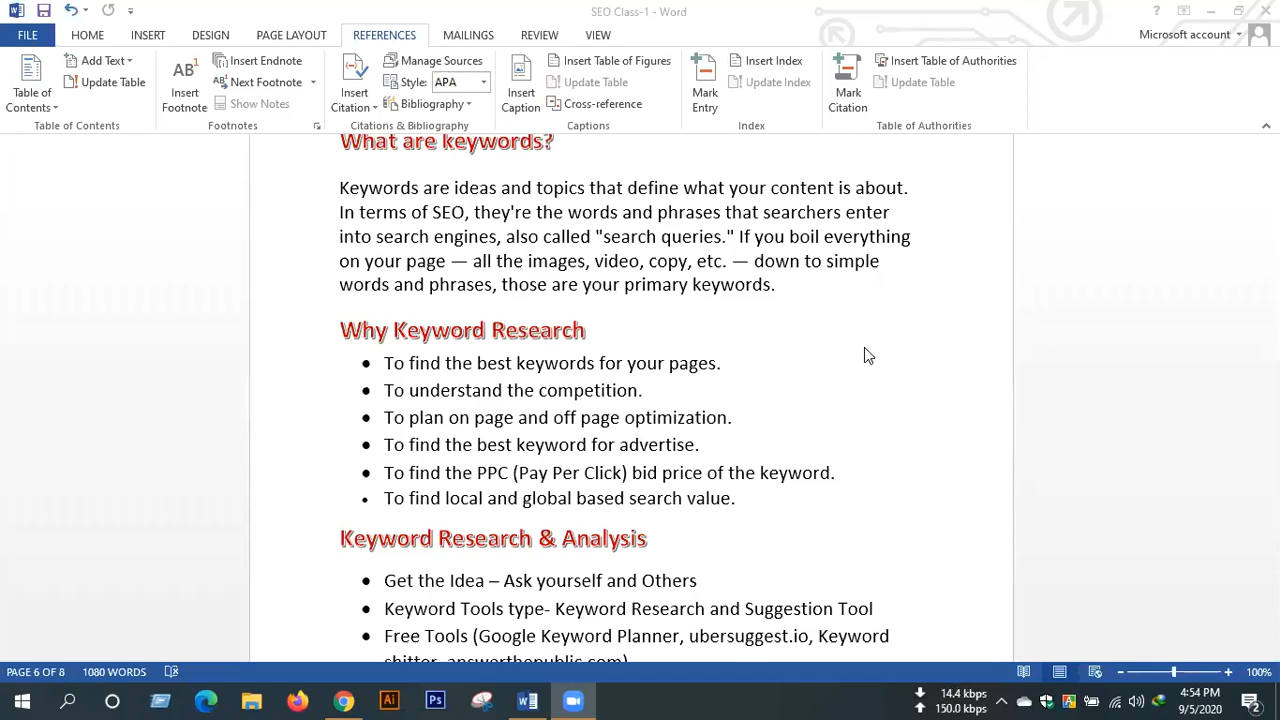 SEO Class-1 - Word
FILE HOME INSERT DESIGN PAGE LAYOUT REFERENCES MAILINGS REVIEW VIEW Microsoft account
Table of Contents
Add Text
Update Table
Table of Contents
AB1
Insert Footnote
Insert Endnote
Next Footnote
Show Notes
Footnotes
Insert Citation
Manage Sources
Style: APA
Bibliography
Citations & Bibliography
Insert Caption
Insert Table of Figures
Update Table
Cross-reference
Captions
Mark Entry
Insert Index
Update Index
Index
Mark Citation
Insert Table of Authorities
Update Table
Table of Authorities
What are keywords?
Keywords are ideas and topics that define what your content is about.
In terms of SEO, they're the words and phrases that searchers enter
into search engines, also called "search queries." If you boil everything
on your page — all the images, video, copy, etc. — down to simple
words and phrases, those are your primary keywords.
Why Keyword Research
• To find the best keywords for your pages.
• To understand the competition.
• To plan on page and off page optimization.
• To find the best keyword for advertise.
• To find the PPC (Pay Per Click) bid price of the keyword.
• To find local and global based search value.
Keyword Research & Analysis
• Get the Idea – Ask yourself and Others
• Keyword Tools type- Keyword Research and Suggestion Tool
• Free Tools (Google Keyword Planner, ubersuggest.io, Keyword
shitter, answerthepublic.com)
PAGE 6 OF 8 1080 WORDS 100%
Ai Ps
14.4 kbps
150.0 kbps
4:54 PM
9/5/2020
2